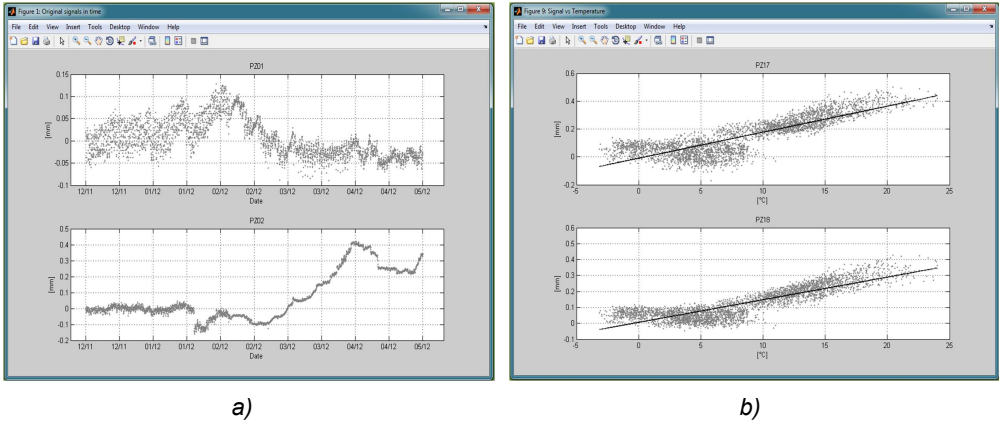 Figure 1: Original signals in time
File Edit View Insert Tools Desktop Window Help
PZ01
0.15
0.1
0.05
0
-0.05
-0.1
[mm]
12/11 12/11 01/12 01/12 02/12 02/12 03/12 03/12 04/12 04/12 05/12
Date
PZ02
0.5
0.4
0.3
0.2
0.1
0
-0.1
-0.2
[mm]
12/11 12/11 01/12 01/12 02/12 02/12 03/12 03/12 04/12 04/12 05/12
Date
a)
Figure 9: Signal vs Temperature
File Edit View Insert Tools Desktop Window Help
PZ17
0.6
0.4
0.2
0
-0.2
[mm]
-5 0 5 10 15 20 25
[°C]
PZ18
0.6
0.5
0.4
0.3
0.2
0.1
0
-0.1
[mm]
-5 0 5 10 15 20 25
[°C]
b)